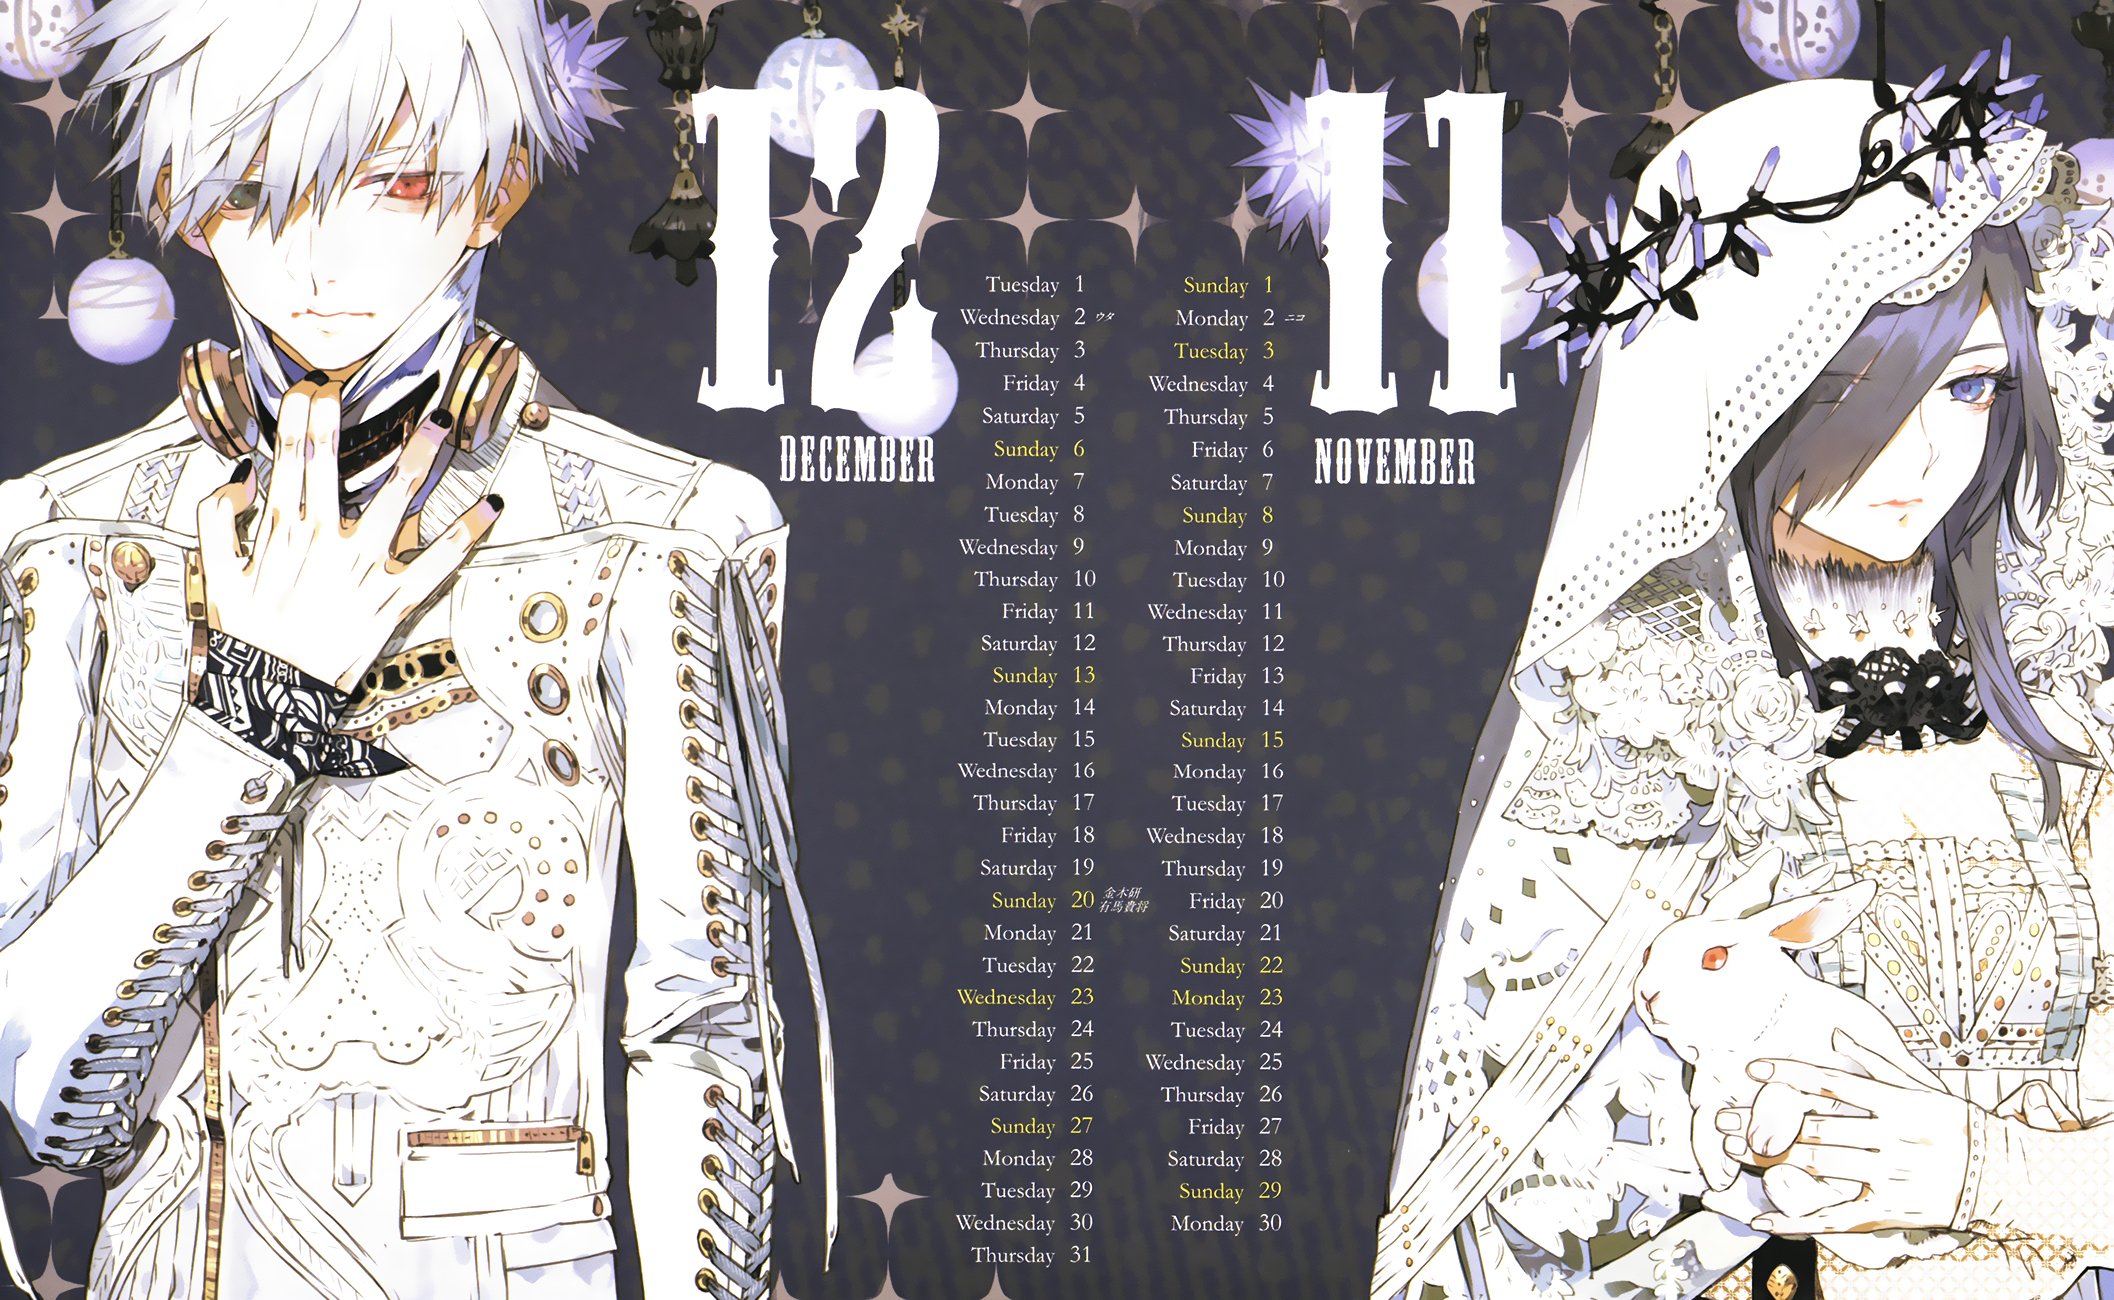 12
DECEMBER
Tuesday 1
Wednesday 2 ウタ
Thursday 3
Friday 4
Saturday 5
Sunday 6
Monday 7
Tuesday 8
Wednesday 9
Thursday 10
Friday 11
Saturday 12
Sunday 13
Monday 14
Tuesday 15
Wednesday 16
Thursday 17
Friday 18
Saturday 19
Sunday 20 金木研
有馬貴将
Monday 21
Tuesday 22
Wednesday 23
Thursday 24
Friday 25
Saturday 26
Sunday 27
Monday 28
Tuesday 29
Wednesday 30
Thursday 31
11
NOVEMBER
Sunday 1
Monday 2 ニコ
Tuesday 3
Wednesday 4
Thursday 5
Friday 6
Saturday 7
Sunday 8
Monday 9
Tuesday 10
Wednesday 11
Thursday 12
Friday 13
Saturday 14
Sunday 15
Monday 16
Tuesday 17
Wednesday 18
Thursday 19
Friday 20
Saturday 21
Sunday 22
Monday 23
Tuesday 24
Wednesday 25
Thursday 26
Friday 27
Saturday 28
Sunday 29
Monday 30